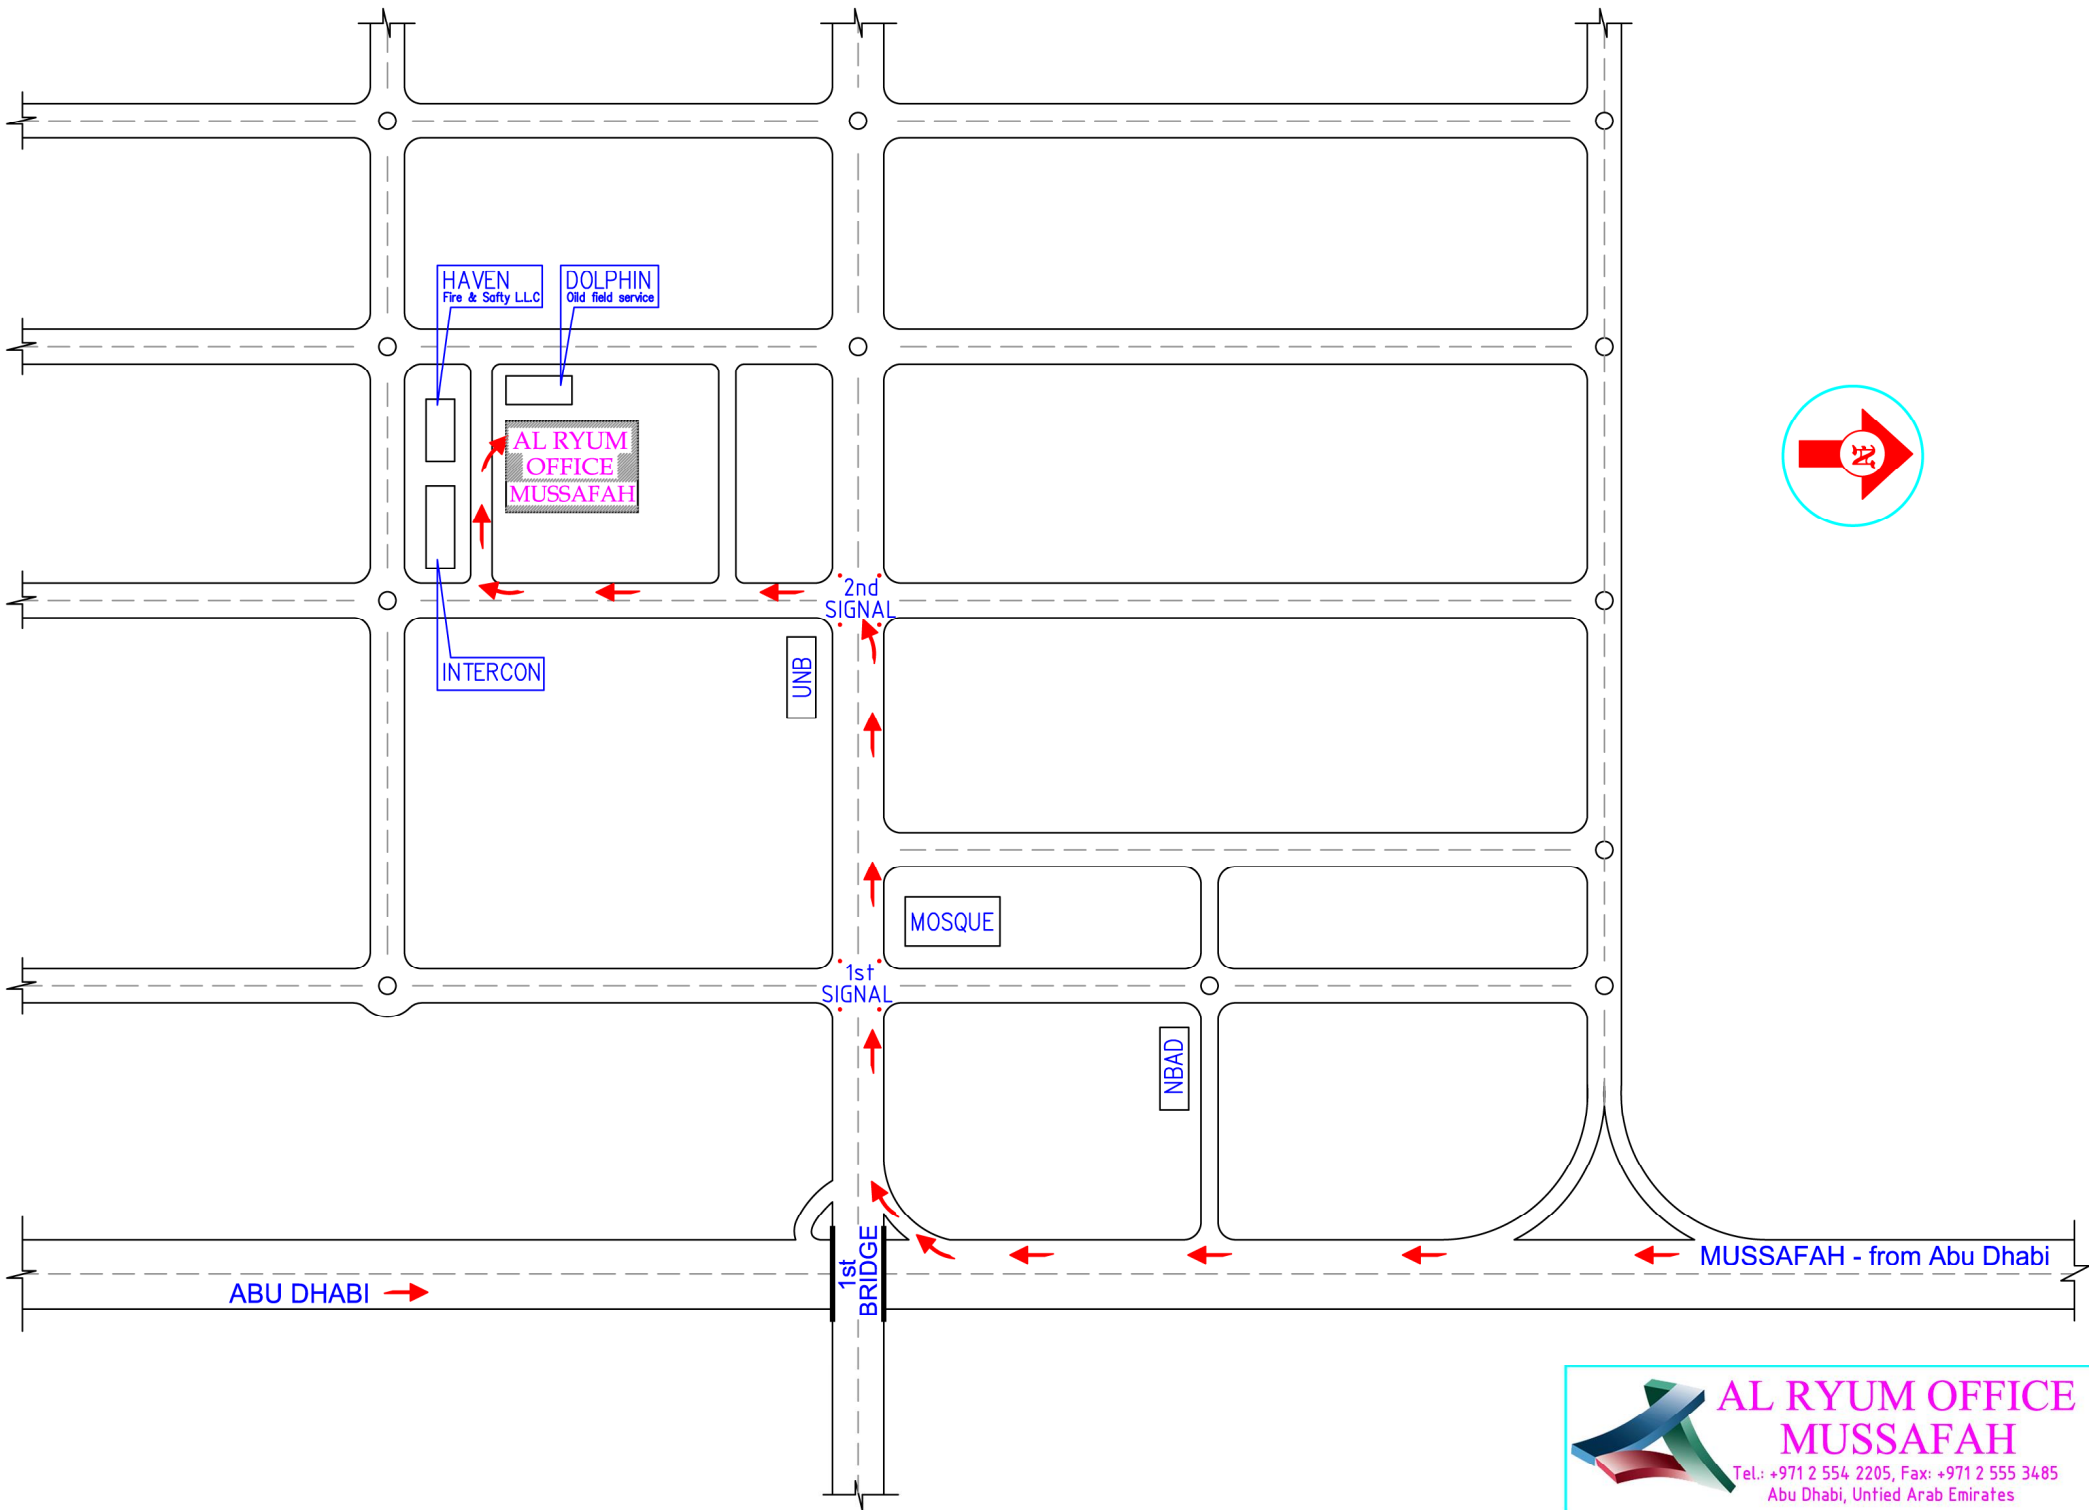 HAVEN
Fire & Safty L.L.C
DOLPHIN
Oild field service
AL RYUM
OFFICE
MUSSAFAH
N
2nd
SIGNAL
UNB
INTERCON
MOSQUE
1st
SIGNAL
NBAD
1st
BRIDGE
MUSSAFAH - from Abu Dhabi
ABU DHABI
AL RYUM OFFICE
MUSSAFAH
Tel.: +971 2 554 2205, Fax: +971 2 555 3485
Abu Dhabi, Untied Arab Emirates